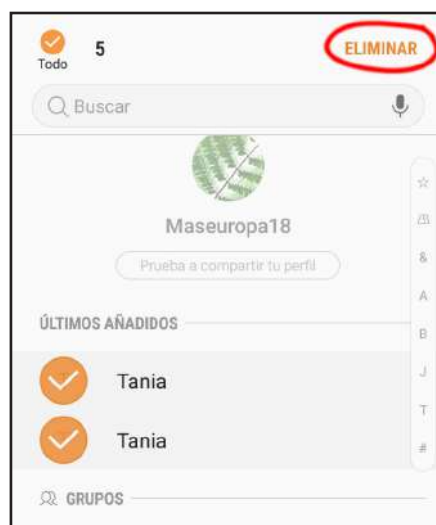 5 ELIMINAR
Todo
Buscar
Maseuropa18
Prueba a compartir tu perfil
&
A
ÚLTIMOS AÑADIDOS
B
Tania
J
T
Tania
#
GRUPOS